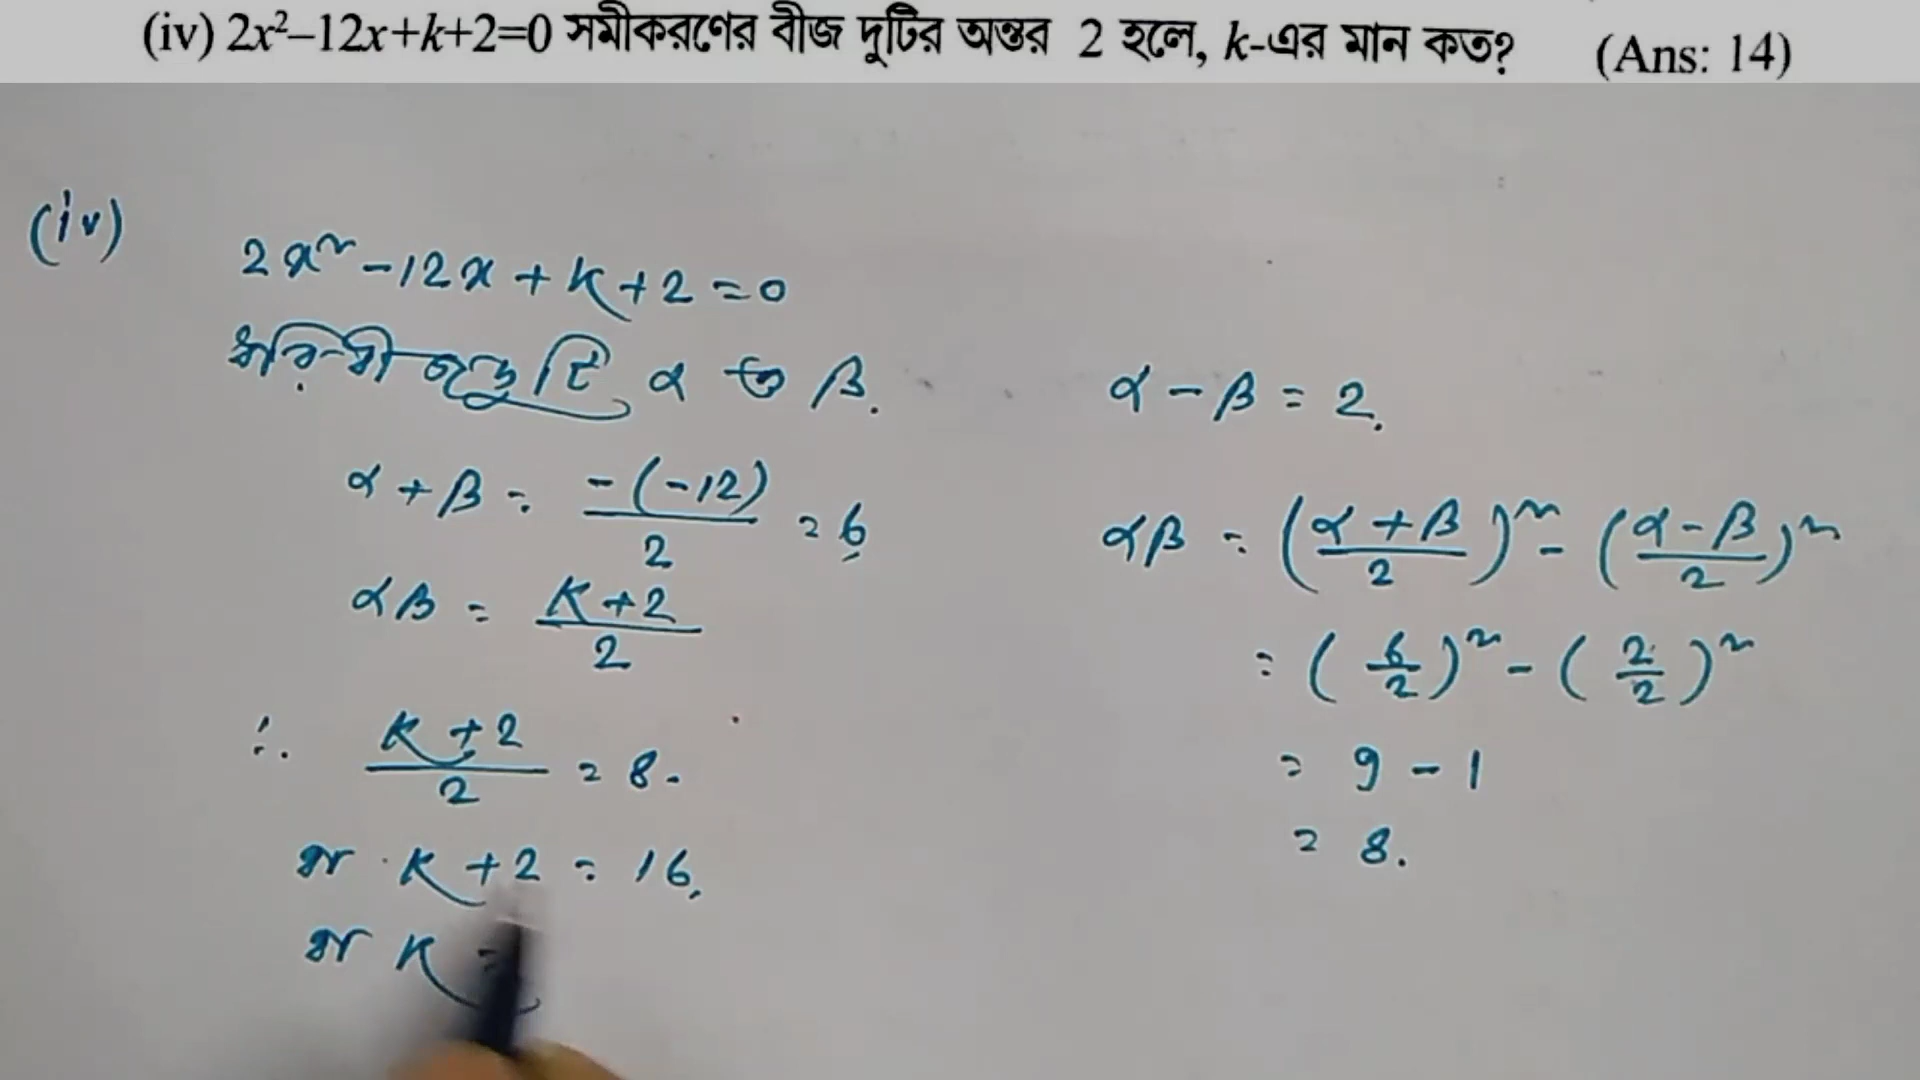 (iv) 2x²–12x+k+2=0 সমীকরণের বীজ দুটির অন্তর 2 হলে, k-এর মান কত? (Ans: 14)
(iv)
2x² - 12x + k + 2 = 0
ধরি বীজ দুটি α ও β.
α + β = -(-12)/2 = 6
αβ = k+2/2
∴ k+2/2 = 8.
বা k + 2 = 16,
বা k =
α - β = 2.
αβ = (α+β/2)² - (α-β/2)²
= (6/2)² - (2/2)²
= 9 - 1
= 8.